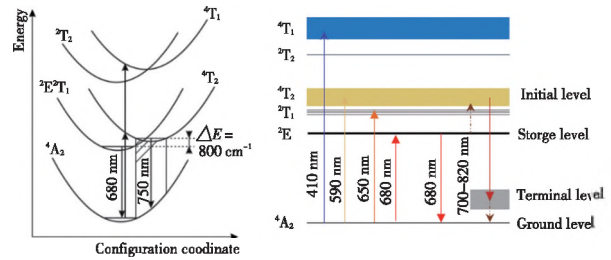 Energy
⁴T₁
²T₂
²E²T₁
⁴T₂
⁴A₂
680 nm
750 nm
△E =
800 cm⁻¹
Configuration coodinate
⁴T₁
²T₂
⁴T₂
²T₁
²E
⁴A₂
410 nm
590 nm
650 nm
680 nm
680 nm
700–820 nm
Initial level
Storge level
Terminal level
Ground level